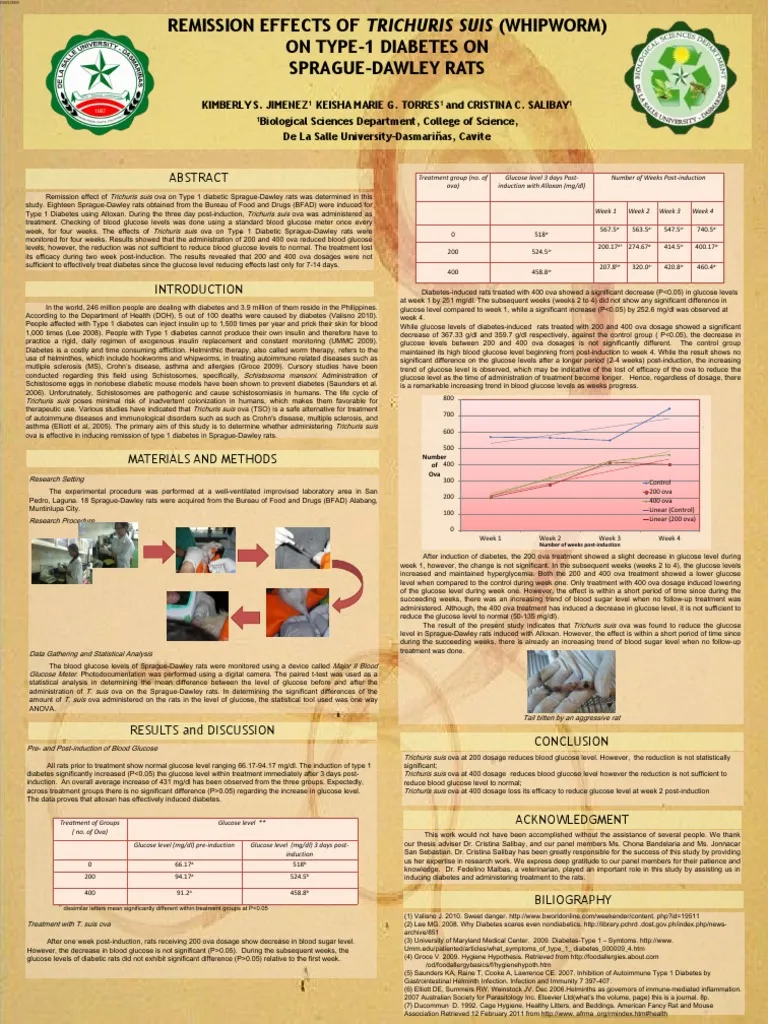 REMISSION EFFECTS OF TRICHURIS SUIS (WHIPWORM)
ON TYPE-1 DIABETES ON
SPRAGUE-DAWLEY RATS
KIMBERLY S. JIMENEZ¹ KEISHA MARIE G. TORRES¹ and CRISTINA C. SALIBAY¹
¹Biological Sciences Department, College of Science,
De La Salle University-Dasmariñas, Cavite
DE LA SALLE UNIVERSITY - DASMARIÑAS
1987
BIOLOGICAL SCIENCES DEPARTMENT
DE LA SALLE UNIVERSITY-DASMARIÑAS
ABSTRACT
Remission effect of Trichuris suis ova on Type 1 diabetic Sprague-Dawley rats was determined in this
study. Eighteen Sprague-Dawley rats obtained from the Bureau of Food and Drugs (BFAD) were induced for
Type 1 Diabetes using Alloxan. During the three day post-induction, Trichuris suis ova was administered as
treatment. Checking of blood glucose levels was done using a standard blood glucose meter once every
week, for four weeks. The effects of Trichuris suis ova on Type 1 Diabetic Sprague-Dawley rats were
monitored for four weeks. Results showed that the administration of 200 and 400 ova reduced blood glucose
levels; however, the reduction was not sufficient to reduce blood glucose levels to normal. The treatment lost
its efficacy during two week post-induction. The results revealed that 200 and 400 ova dosages were not
sufficient to effectively treat diabetes since the glucose level reducing effects last only for 7-14 days.
INTRODUCTION
In the world, 246 million people are dealing with diabetes and 3.9 million of them reside in the Philippines.
According to the Department of Health (DOH), 5 out of 100 deaths were caused by diabetes (Valisno 2010).
People affected with Type 1 diabetes can inject insulin up to 1,500 times per year and prick their skin for blood
1,000 times (Lee 2008). People with Type 1 diabetes cannot produce their own insulin and therefore have to
practice a rigid, daily regimen of exogenous insulin replacement and constant monitoring (UMMC 2009).
Diabetes is a costly and time consuming affliction. Helminthic therapy, also called worm therapy, refers to the
use of helminthes, which include hookworms and whipworms, in treating autoimmune related diseases such as
multiple sclerosis (MS), Crohn's disease, asthma and allergies (Groce 2009). Cursory studies have been
conducted regarding this field using Schistosomes, specifically, Schistosoma mansoni. Administration of
Schistosome eggs in nonobese diabetic mouse models have been shown to prevent diabetes (Saunders et al.
2006). Unfortunately, Schistosomes are pathogenic and cause schistosomiasis in humans. The life cycle of
Trichuris suis poses minimal risk of inadvertent colonization in humans, which makes them favorable for
therapeutic use. Various studies have indicated that Trichuris suis ova (TSO) is a safe alternative for treatment
of autoimmune diseases and immunological disorders such as such as Crohn's disease, multiple sclerosis, and
asthma (Elliott et al, 2005). The primary aim of this study is to determine whether administering Trichuris suis
ova is effective in inducing remission of type 1 diabetes in Sprague-Dawley rats.
MATERIALS AND METHODS
Research Setting
The experimental procedure was performed at a well-ventilated improvised laboratory area in San
Pedro, Laguna. 18 Sprague-Dawley rats were acquired from the Bureau of Food and Drugs (BFAD) Alabang,
Muntinlupa City.
Research Procedure
Data Gathering and Statistical Analysis
The blood glucose levels of Sprague-Dawley rats were monitored using a device called Major II Blood
Glucose Meter. Photodocumentation was performed using a digital camera. The paired t-test was used as a
statistical analysis in determining the mean difference between the level of glucose before and after the
administration of T. suis ova on the Sprague-Dawley rats. In determining the significant differences of the
amount of T. suis ova administered on the rats in the level of glucose, the statistical tool used was one way
ANOVA.
RESULTS and DISCUSSION
Pre- and Post-induction of Blood Glucose
All rats prior to treatment show normal glucose level ranging 66.17-94.17 mg/dl. The induction of type 1
diabetes significantly increased (P<0.05) the glucose level within treatment immediately after 3 days post-
induction. An overall average increase of 431 mg/dl has been observed from the three groups. Expectedly,
across treatment groups there is no significant difference (P>0.05) regarding the increase in glucose level.
The data proves that alloxan has effectively induced diabetes.
Treatment of Groups Glucose level **
( no. of Ova)
Glucose level (mg/dl) pre-induction Glucose level (mg/dl) 3 days post-
induction
0 66.17ᵃ 518ᵇ
200 94.17ᵃ 524.5ᵇ
400 91.2ᵃ 458.8ᵇ
* dissimilar letters mean significantly different within treatment groups at P<0.05
Treatment with T. suis ova
After one week post-induction, rats receiving 200 ova dosage show decrease in blood sugar level.
However, the decrease in blood glucose is not significant (P>0.05). During the subsequent weeks, the
glucose levels of diabetic rats did not exhibit significant difference (P>0.05) relative to the first week.
Treatment group (no. of Glucose level 3 days Post- Number of Weeks Post-induction
ova) induction with Alloxan (mg/dl)
Week 1 Week 2 Week 3 Week 4
0 518ᵃ 567.5ᵃ 563.5ᵃ 547.5ᵃ 740.5ᵃ
200 524.5ᵃ 200.17ᵃ 274.67ᵃ 414.5ᵃ 400.17ᵃ
400 458.8ᵃ 207.8ᵇ 320.0ᵃ 420.8ᵃ 460.4ᵃ
Diabetes-induced rats treated with 400 ova showed a significant decrease (P<0.05) in glucose levels
at week 1 by 251 mg/dl. The subsequent weeks (weeks 2 to 4) did not show any significant difference in
glucose level compared to week 1, while a significant increase (P<0.5) by 252.6 mg/d was observed at
week 4.
While glucose levels of diabetes-induced rats treated with 200 and 400 ova dosage showed a significant
decrease of 367.33 g/dl and 359.7 g/dl respectively, against the control group ( P<0.05), the decrease in
glucose levels between 200 and 400 ova dosages is not significantly different. The control group
maintained its high blood glucose level beginning from post-induction to week 4. While the result shows no
significant difference on the glucose levels after a longer period (2-4 weeks) post-induction, the increasing
trend of glucose level is observed, which may be indicative of the lost of efficacy of the ova to reduce the
glucose level as the time of administration of treatment become longer. Hence, regardless of dosage, there
is a remarkable increasing trend in blood glucose levels as weeks progress.
800
700
600
500
400
300
200
100
0
Number
of
Ova
Control
200 ova
400 ova
Linear (Control)
Linear (200 ova)
Week 1 Week 2 Week 3 Week 4
Number of weeks post-induction
After induction of diabetes, the 200 ova treatment showed a slight decrease in glucose level during
week 1, however, the change is not significant. In the subsequent weeks (weeks 2 to 4), the glucose levels
increased and maintained hyperglycemia. Both the 200 and 400 ova treatment showed a lower glucose
level when compared to the control during week one. Only treatment with 400 ova dosage induced lowering
of the glucose level during week one. However, the effect is within a short period of time since during the
succeeding weeks, there was an increasing trend of blood sugar level when no follow-up treatment was
administered. Although, the 400 ova treatment has induced a decrease in glucose level, it is not sufficient to
reduce the glucose level to normal (50-135 mg/dl).
The result of the present study indicates that Trichuris suis ova was found to reduce the glucose
level in Sprague-Dawley rats induced with Alloxan. However, the effect is within a short period of time since
during the succeeding weeks, there is already an increasing trend of blood sugar level when no follow-up
treatment was done.
Tail bitten by an aggressive rat
CONCLUSION
Trichuris suis ova at 200 dosage reduces blood glucose level. However, the reduction is not statistically
significant;
Trichuris suis ova at 400 dosage reduces blood glucose level however the reduction is not sufficient to
reduce blood glucose level to normal;
Trichuris suis ova at 400 dosage loss its efficacy to reduce glucose level at week 2 post-induction
ACKNOWLEDGMENT
This work would not have been accomplished without the assistance of several people. We thank
our thesis adviser Dr. Cristina Salibay, and our panel members Ms. Chona Bandelaria and Ms. Jonnacar
San Sebastian. Dr. Cristina Salibay has been greatly responsible for the success of this study by providing
us her expertise in research work. We express deep gratitude to our panel members for their patience and
knowledge. Dr. Fedelino Malbas, a veterinarian, played an important role in this study by assisting us in
inducing diabetes and administering treatment to the rats.
BILIOGRAPHY
(1) Valisno J. 2010. Sweet danger. http://www.bworldonline.com/weekender/content. php?id=19511
(2) Lee MG. 2008. Why Diabetes scares even nondiabetics. http://library.pchrd .dost.gov.ph/index.php/news-
archive/851
(3) University of Maryland Medical Center. 2009. Diabetes-Type 1 – Symtoms. http://www.
Umm.edu/patiented/articles/what_symptoms_of_type_1_ diabetes_000009_4.htm
(4) Groce V. 2009. Hygiene Hypothesis. Retrieved from http://foodallergies.about.com
/od/foodallergybasics/f/hygienehypoth.htm
(5) Saunders KA, Raine T, Cooke A, Lawrence CE. 2007. Inhibition of Autoimmune Type 1 Diabetes by
Gastrointestinal Helminth Infection. Infection and Immunity 7 397-407.
(6) Elliott DE, Summers RW. Weinstock JV. Dec 2006.Helminths as governors of immune-mediated inflammation.
2007 Australian Society for Parasitology Inc. Elsevier Ltd(what's the volume, page) this is a journal. 8p.
(7) Ducommun D. 1992. Cage Hygiene, Healthy Litters, and Beddings. American Fancy Rat and Mouse
Association Retrieved 12 February 2011 from http://www. afrma .org/rmindex.htm#health